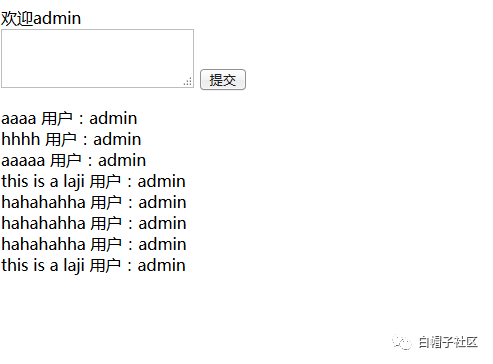 欢迎admin
提交
aaaa 用户：admin
hhhh 用户：admin
aaaaa 用户：admin
this is a laji 用户：admin
hahahahha 用户：admin
hahahahha 用户：admin
hahahahha 用户：admin
this is a laji 用户：admin
白帽子社区